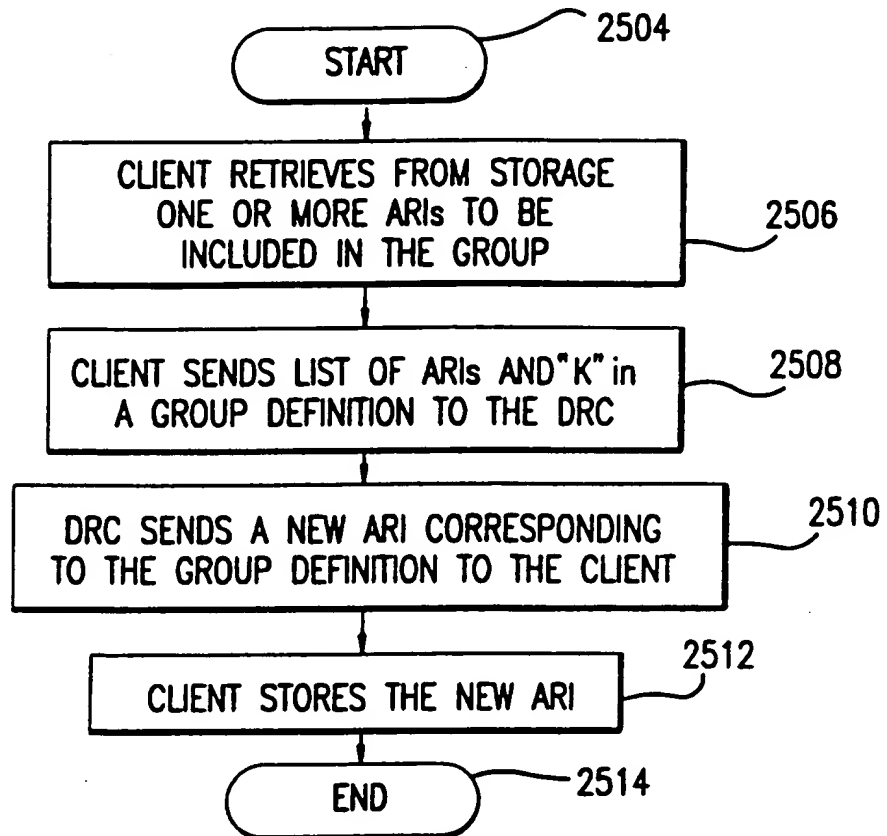 START
2504
CLIENT RETRIEVES FROM STORAGE
ONE OR MORE ARIs TO BE
INCLUDED IN THE GROUP
2506
CLIENT SENDS LIST OF ARIs AND "K" in
A GROUP DEFINITION TO THE DRC
2508
DRC SENDS A NEW ARI CORRESPONDING
TO THE GROUP DEFINITION TO THE CLIENT
2510
CLIENT STORES THE NEW ARI
2512
END
2514